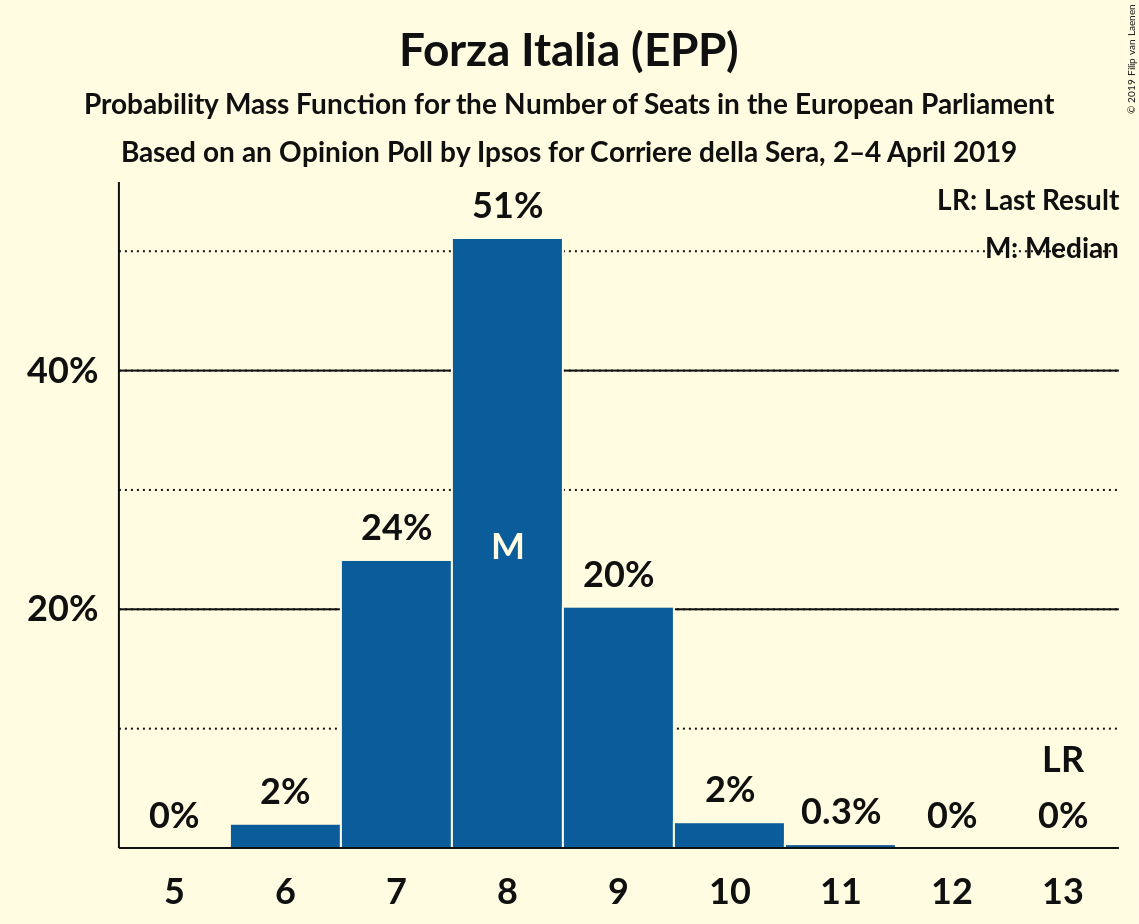 Forza Italia (EPP)
Probability Mass Function for the Number of Seats in the European Parliament
Based on an Opinion Poll by Ipsos for Corriere della Sera, 2–4 April 2019
© 2019 Filip van Laenen
LR: Last Result
M: Median
51%
40%
24%
M
20%
20%
LR
0%
2%
2%
0.3%
0%
0%
5 6 7 8 9 10 11 12 13